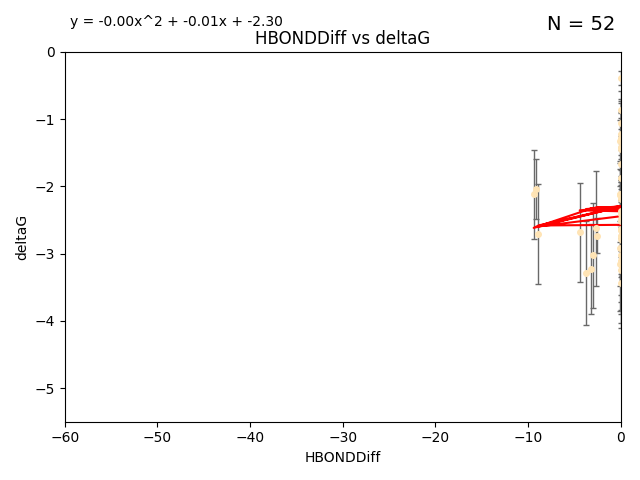 y = -0.00x^2 + -0.01x + -2.30
N = 52
HBONDDiff vs deltaG
0
−1
−2
−3
−4
−5
deltaG
−60 −50 −40 −30 −20 −10 0
HBONDDiff